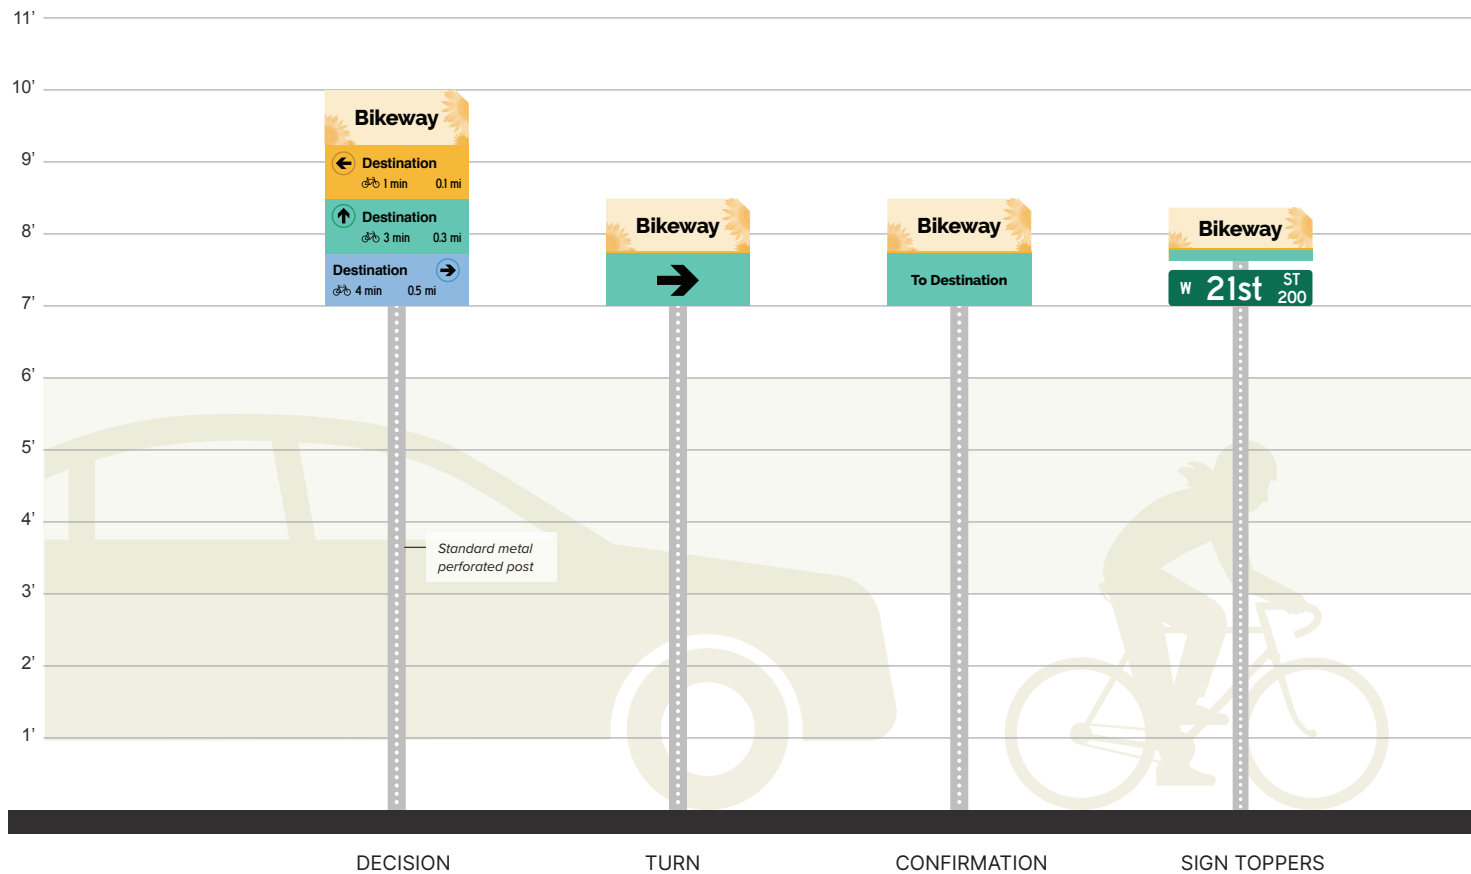 11’
10’
9’
8’
7’
6’
5’
4’
3’
2’
1’
Bikeway
Destination
1 min 0.1 mi
Destination
3 min 0.3 mi
Destination
4 min 0.5 mi
Standard metal
perforated post
Bikeway
Bikeway
To Destination
Bikeway
W 21st ST
200
DECISION
TURN
CONFIRMATION
SIGN TOPPERS